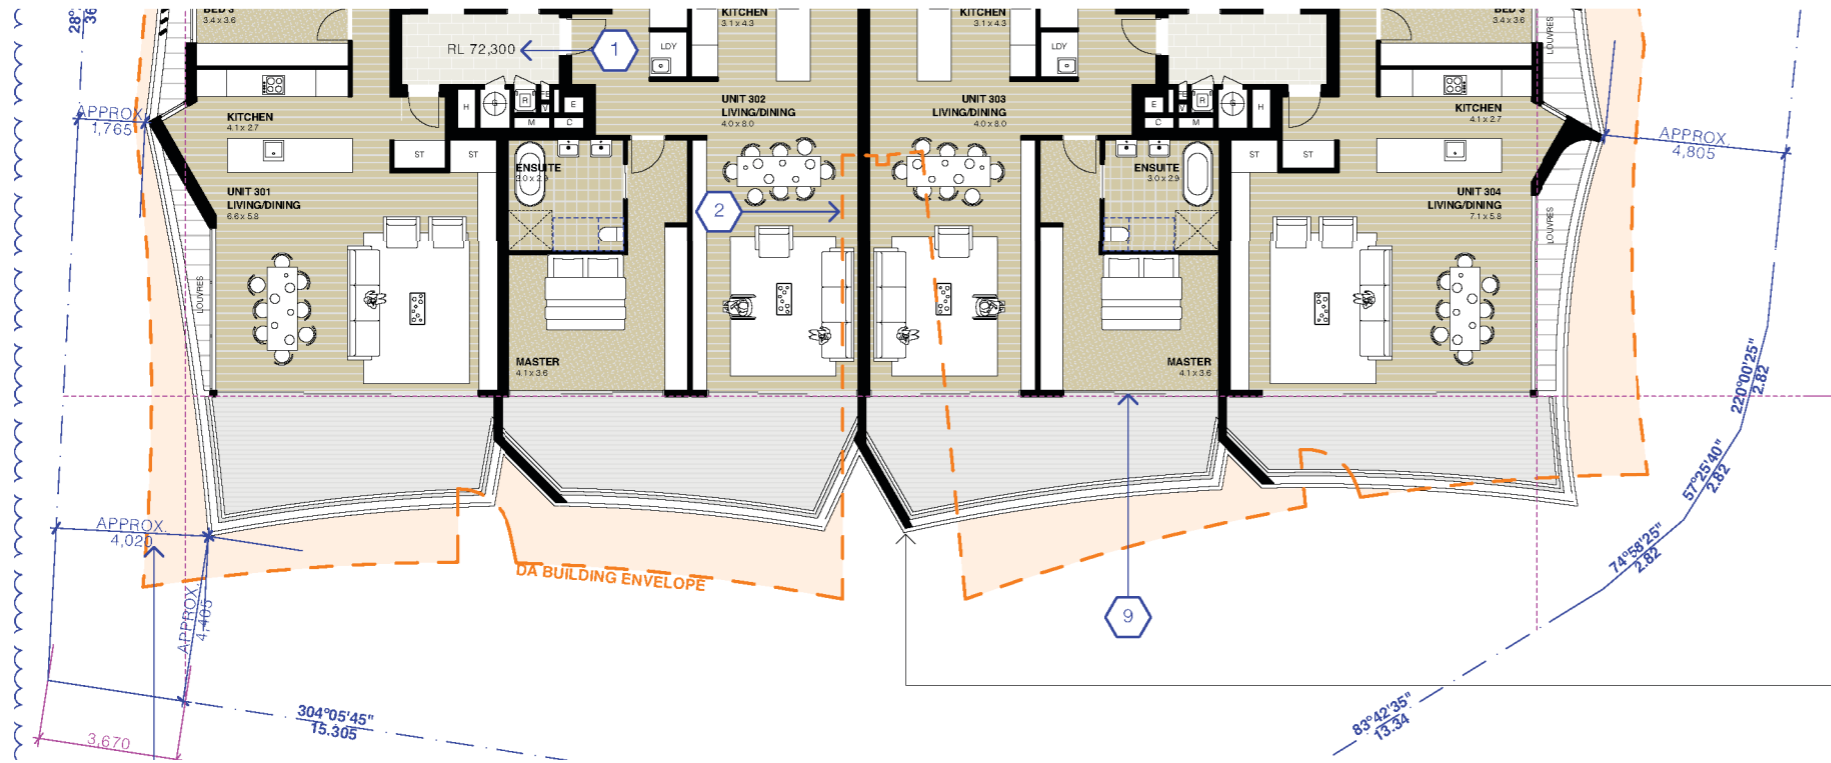 BED 3
3.4 x 3.6
KITCHEN
3.1 x 4.3
KITCHEN
3.1 x 4.3
BED 3
3.4 x 3.6
28°
36
RL 72,300
1
LDY
LDY
LOUVRES
APPROX.
1,765
KITCHEN
4.1 x 2.7
H
G
R
E
M
C
UNIT 302
LIVING/DINING
4.0 x 8.0
UNIT 303
LIVING/DINING
4.0 x 8.0
E
R
G
H
C
M
KITCHEN
4.1 x 2.7
APPROX.
4,805
ST
ST
ENSUITE
ENSUITE
3.0 x 2.9
ST
ST
UNIT 301
LIVING/DINING
6.6 x 5.8
2
UNIT 304
LIVING/DINING
7.1 x 5.8
LOUVRES
LOUVRES
MASTER
4.1 x 3.6
MASTER
4.1 x 3.6
220°00'25"
2.82
57°25'40"
2.82
74°58'25"
2.82
APPROX.
4,020
DA BUILDING ENVELOPE
APPROX.
4,405
9
304°05'45"
15.305
83°42'35"
13.34
3,670